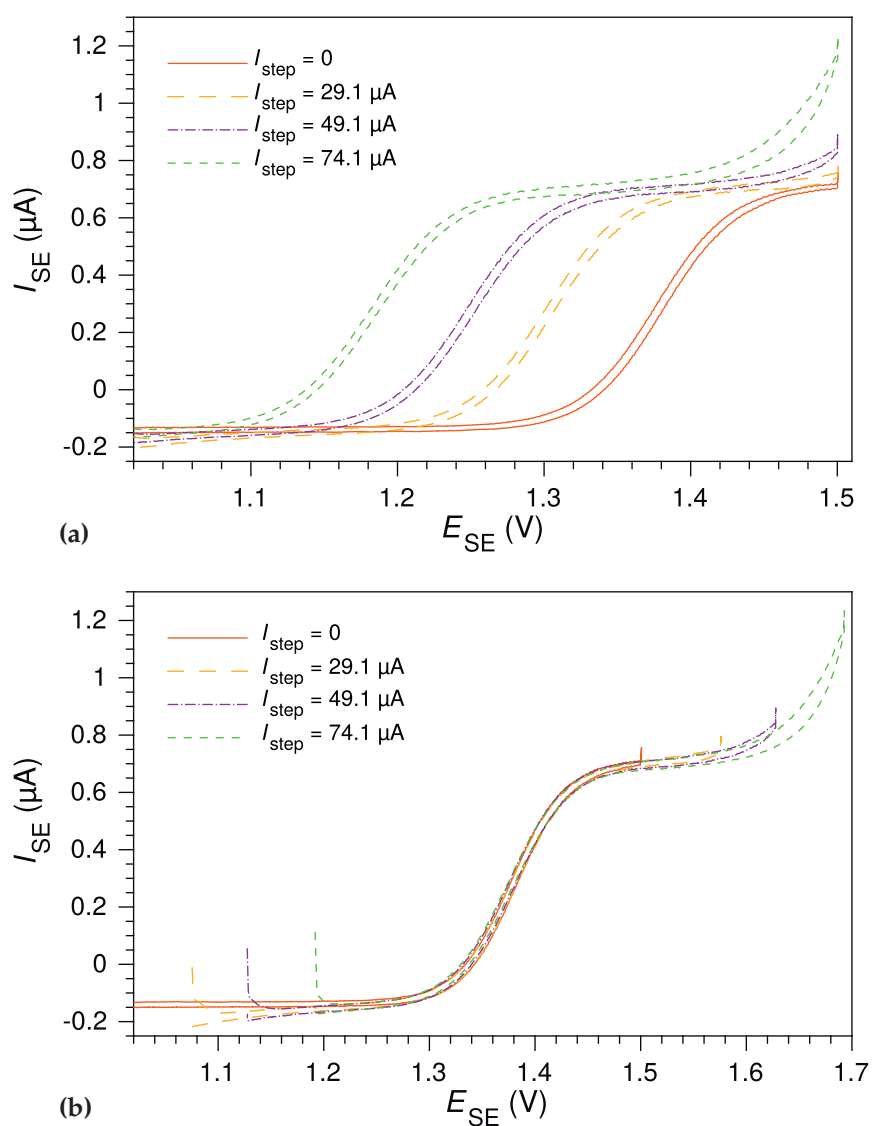 1.2
1
0.8
0.6
0.4
0.2
0
-0.2
I_SE (µA)
I_step = 0
I_step = 29.1 µA
I_step = 49.1 µA
I_step = 74.1 µA
1.1 1.2 1.3 1.4 1.5
E_SE (V)
(a)
1.2
1
0.8
0.6
0.4
0.2
0
-0.2
I_SE (µA)
I_step = 0
I_step = 29.1 µA
I_step = 49.1 µA
I_step = 74.1 µA
1.1 1.2 1.3 1.4 1.5 1.6 1.7
E_SE (V)
(b)